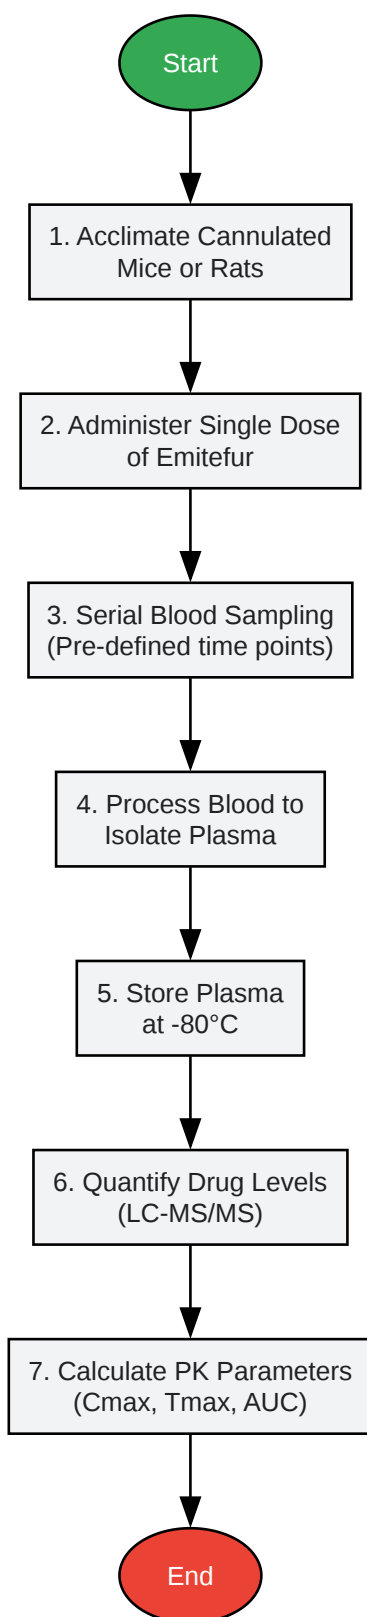 Start
1. Acclimate Cannulated
Mice or Rats
2. Administer Single Dose
of Emitefur
3. Serial Blood Sampling
(Pre-defined time points)
4. Process Blood to
Isolate Plasma
5. Store Plasma
at -80°C
6. Quantify Drug Levels
(LC-MS/MS)
7. Calculate PK Parameters
(Cmax, Tmax, AUC)
End